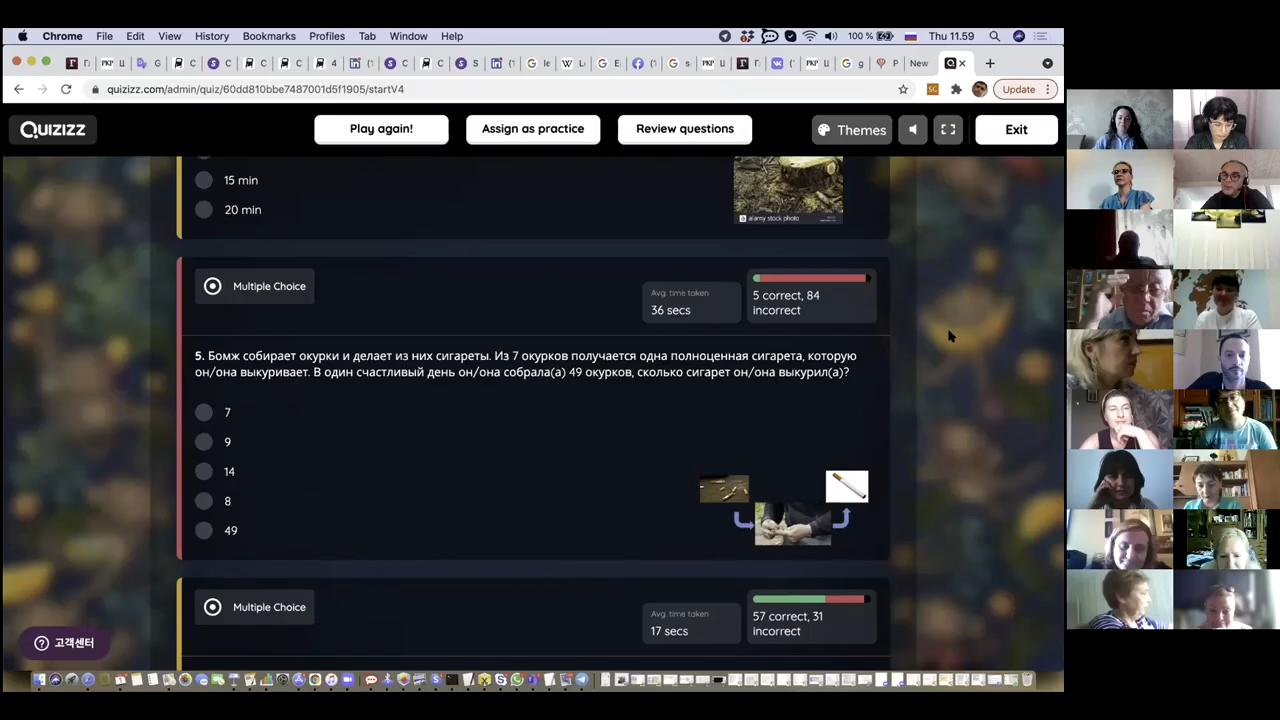 Chrome File Edit View History Bookmarks Profiles Tab Window Help 100 % Thu 11.59
New
quizizz.com/admin/quiz/60dd810bbe7487001d5f1905/startV4 Update
QUIZIZZ Play again! Assign as practice Review questions Themes Exit
15 min
20 min
alamy stock photo
Multiple Choice
Avg. time taken
36 secs
5 correct, 84
incorrect
5. Бомж собирает окурки и делает из них сигареты. Из 7 окурков получается одна полноценная сигарета, которую
он/она выкуривает. В один счастливый день он/она собрала(а) 49 окурков, сколько сигарет он/она выкурил(а)?
7
9
14
8
49
Multiple Choice
Avg. time taken
17 secs
57 correct, 31
incorrect
고객센터